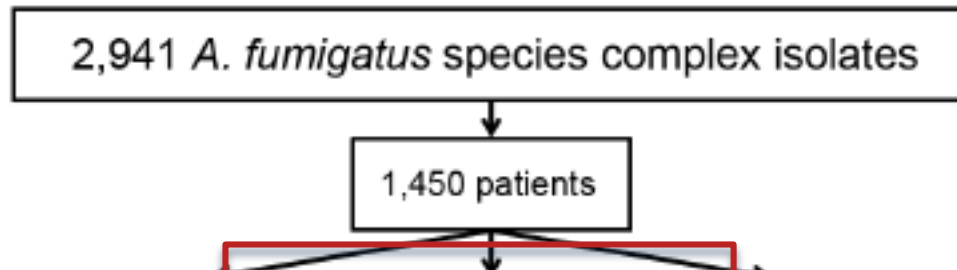 2,941 A. fumigatus species complex isolates
1,450 patients